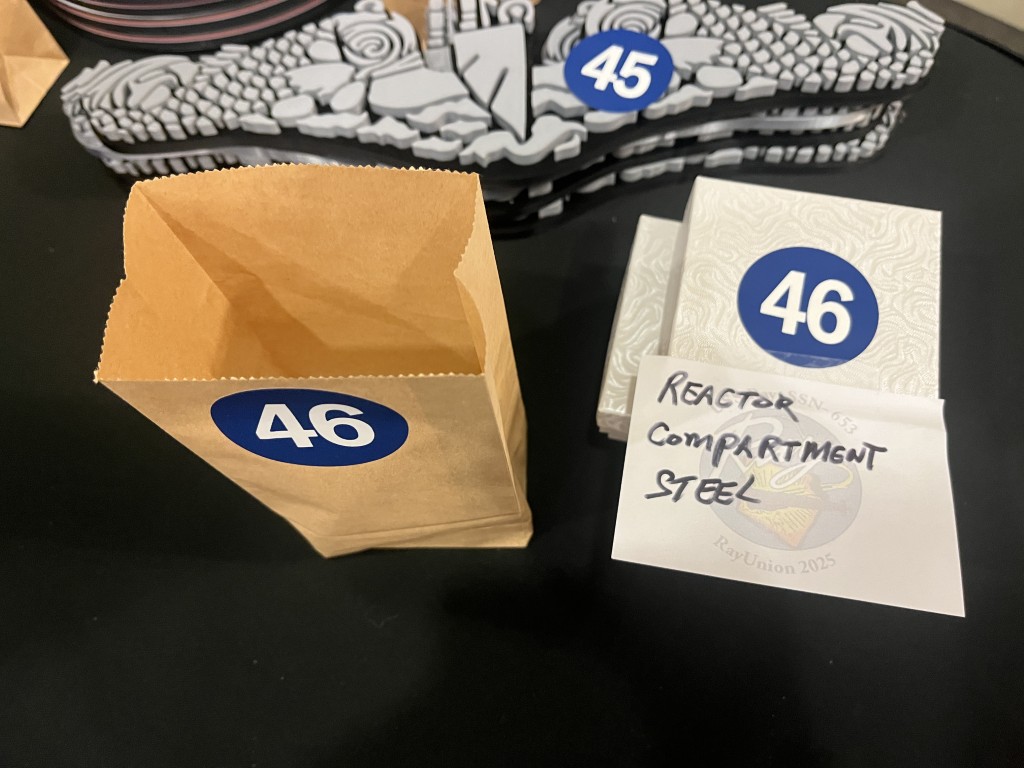 45
46
46
SSN-653
REACTOR
COMPARTMENT
STEEL
RayUnion 2025